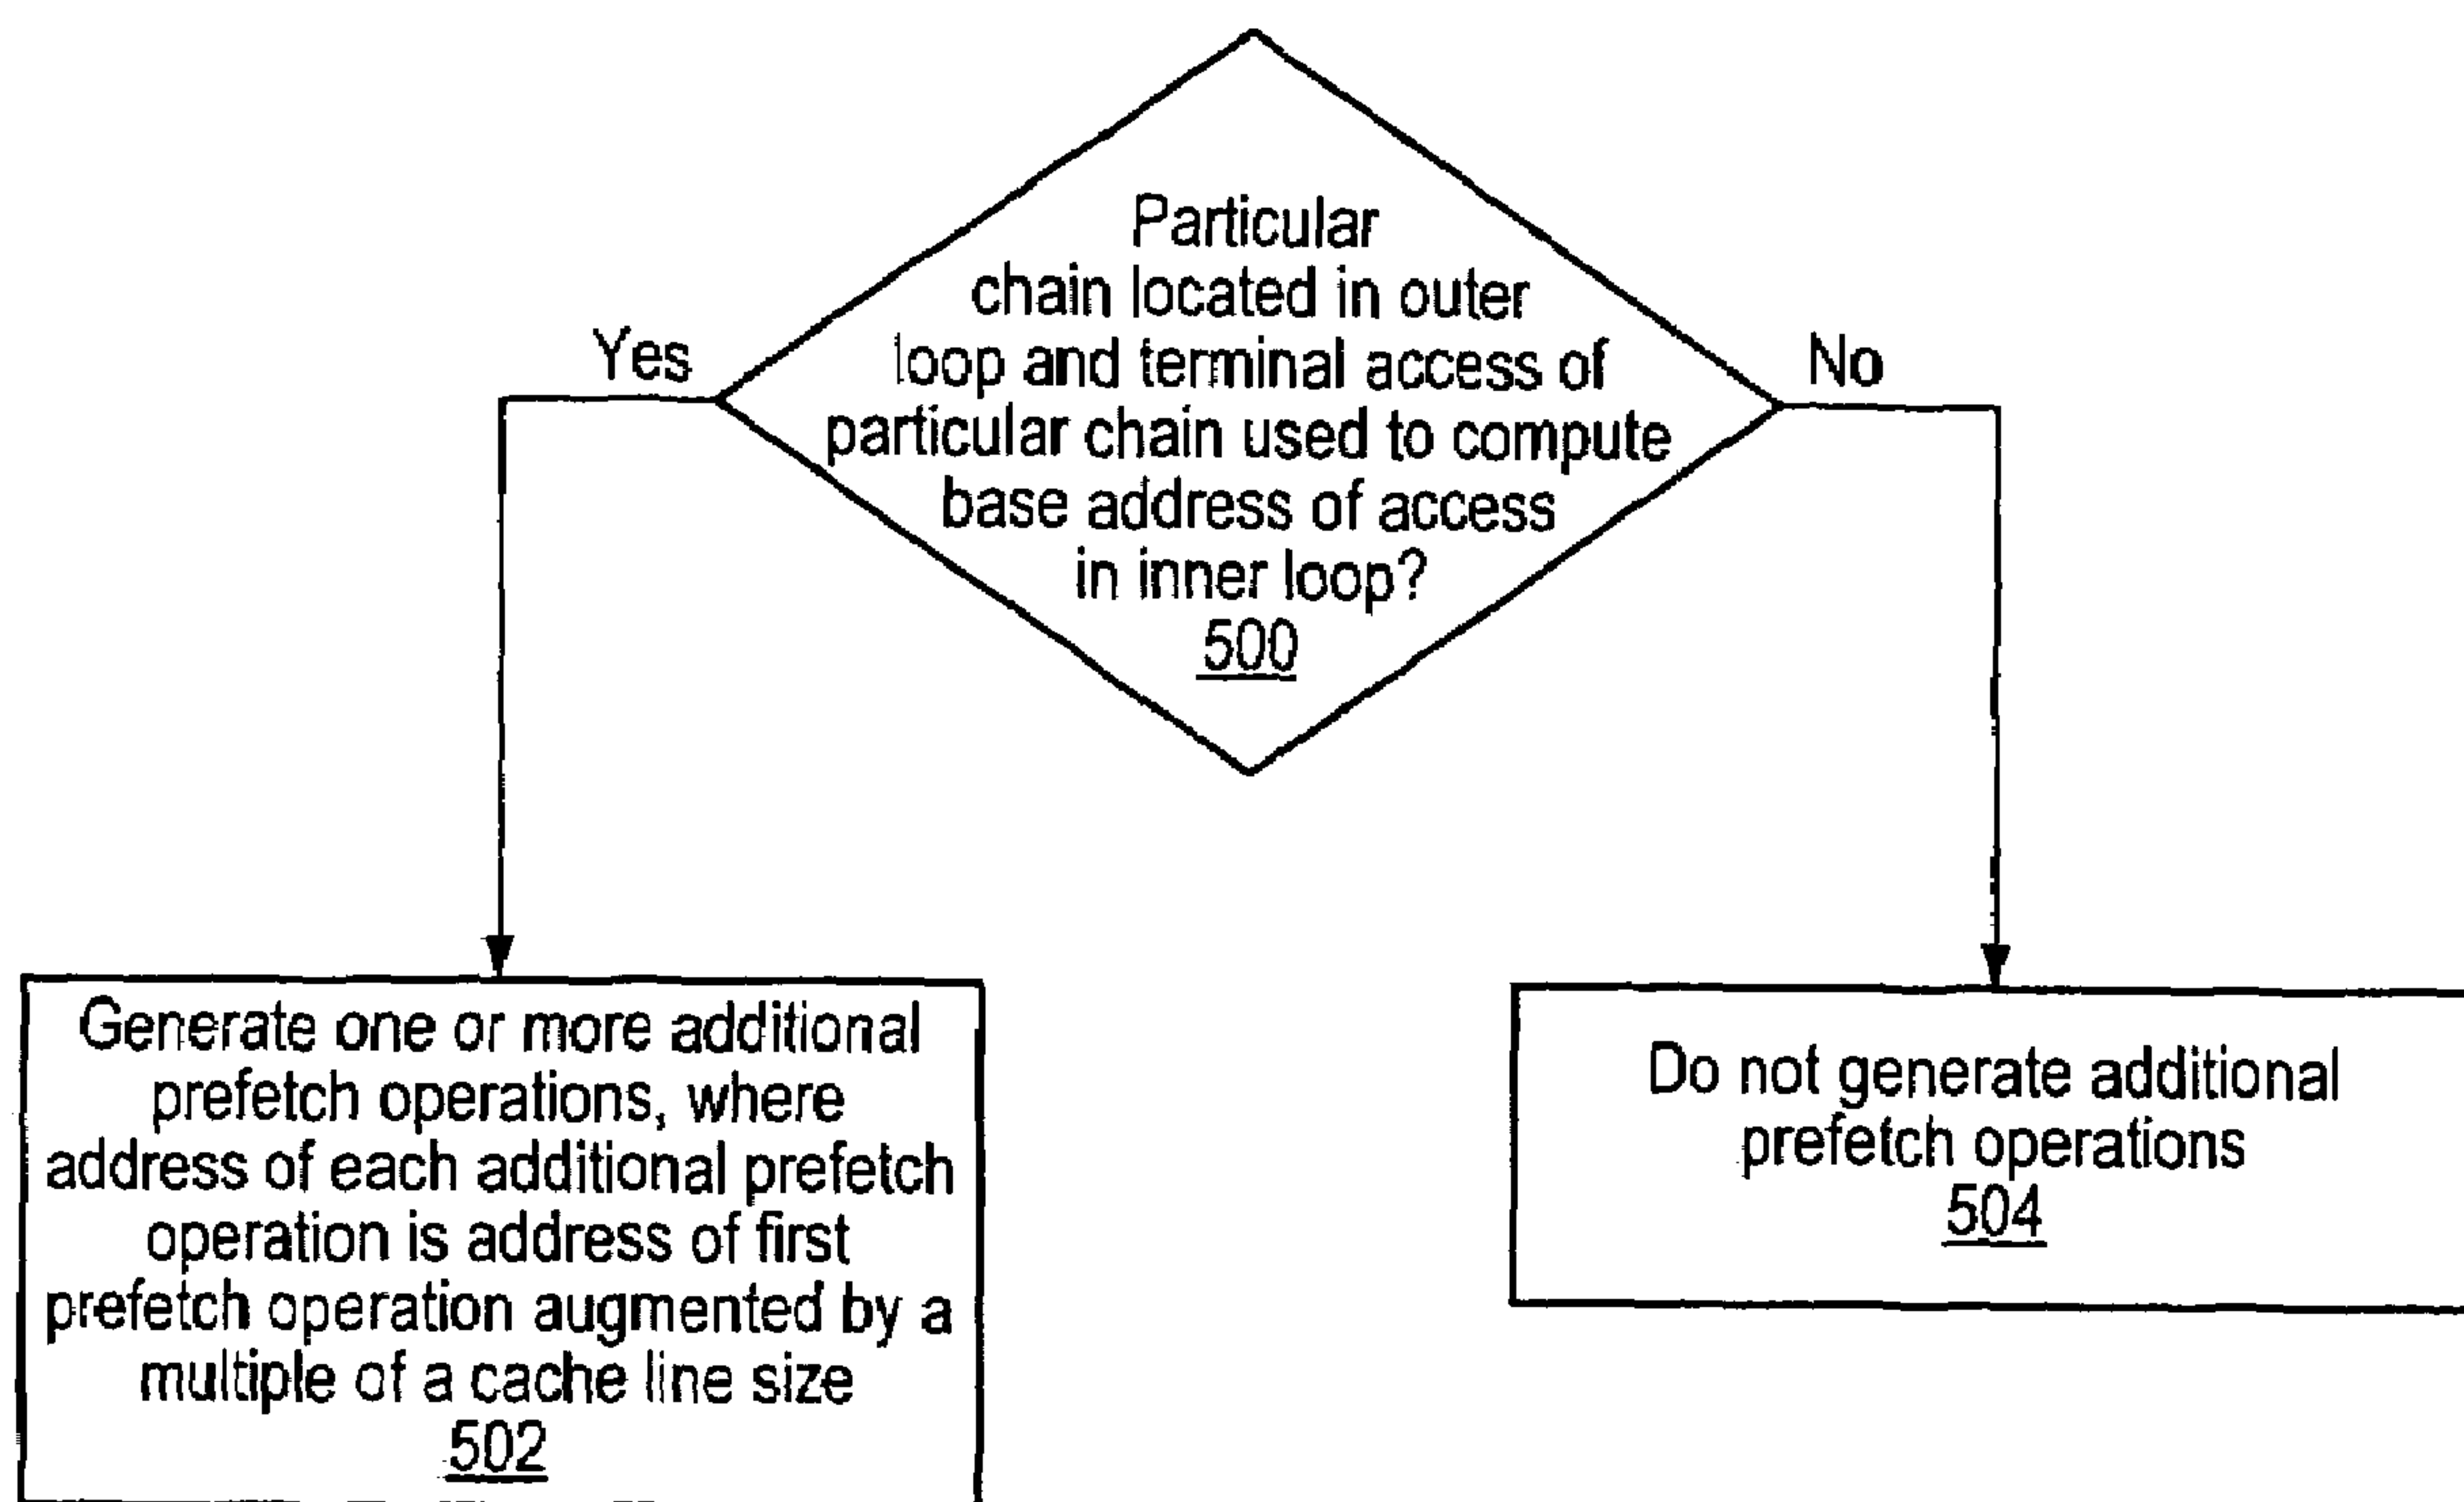 Particular
chain located in outer
loop and terminal access of
particular chain used to compute
base address of access
in inner loop?
500
Yes
No
Generate one or more additional
prefetch operations, where
address of each additional prefetch
operation is address of first
prefetch operation augmented by a
multiple of a cache line size
502
Do not generate additional
prefetch operations
504